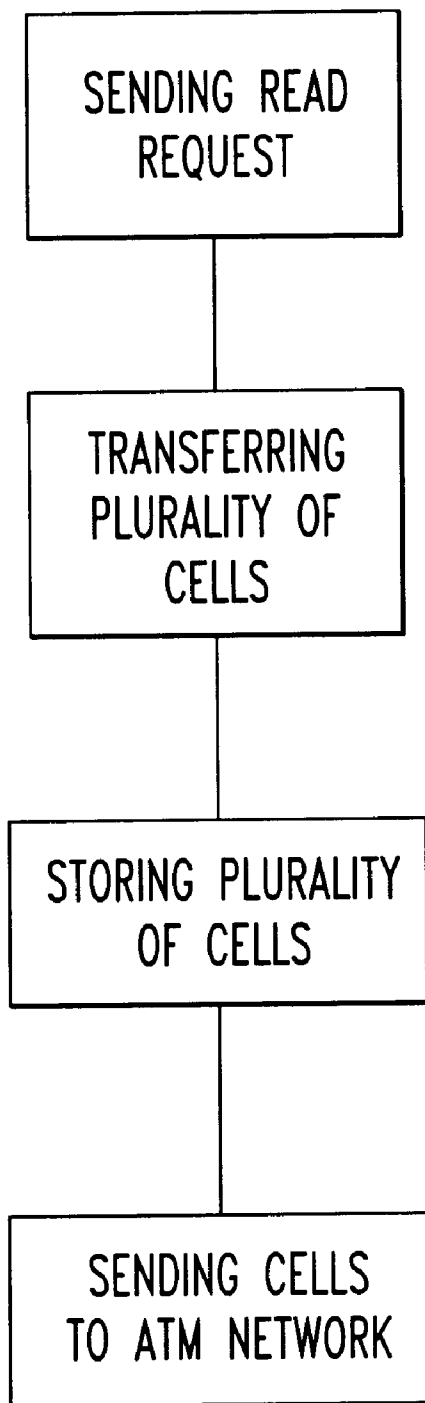 SENDING READ
REQUEST
TRANSFERRING
PLURALITY OF
CELLS
STORING PLURALITY
OF CELLS
SENDING CELLS
TO ATM NETWORK